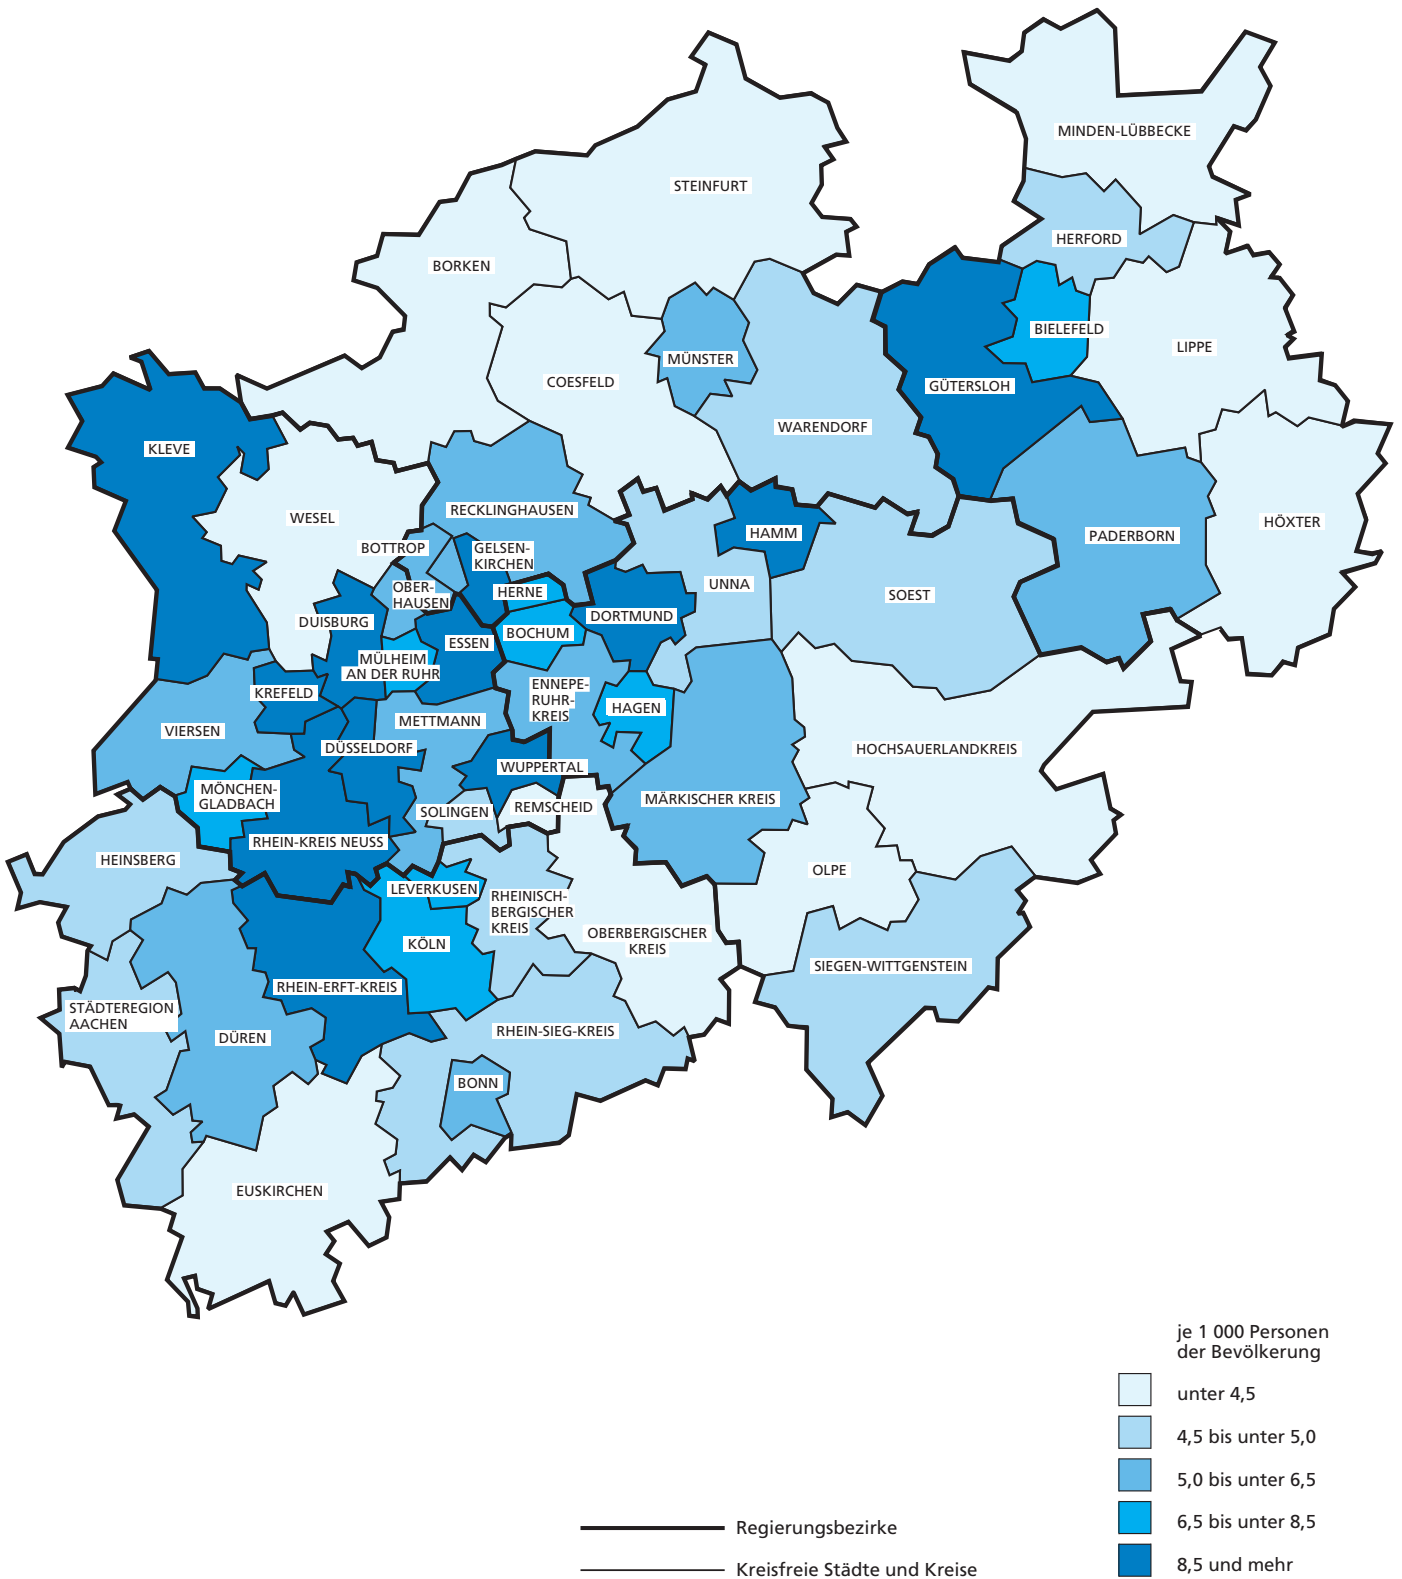 MINDEN-LÜBBECKE
STEINFURT
HERFORD
BORKEN
BIELEFELD
LIPPE
MÜNSTER
COESFELD
GÜTERSLOH
WARENDORF
KLEVE
RECKLINGHAUSEN
WESEL
HÖXTER
HAMM
PADERBORN
BOTTROP
GELSEN-
KIRCHEN
UNNA
OBER-
HAUSEN
HERNE
SOEST
DORTMUND
DUISBURG
BOCHUM
ESSEN
MÜLHEIM
AN DER RUHR
KREFELD
ENNEPE-
RUHR-
KREIS
HAGEN
METTMANN
VIERSEN
DÜSSELDORF
HOCHSAUERLANDKREIS
WUPPERTAL
MÖNCHEN-
GLADBACH
MÄRKISCHER KREIS
REMSCHEID
SOLINGEN
RHEIN-KREIS NEUSS
HEINSBERG
OLPE
LEVERKUSEN
RHEINISCH-
BERGISCHER
KREIS
OBERBERGISCHER
KREIS
KÖLN
SIEGEN-WITTGENSTEIN
RHEIN-ERFT-KREIS
STÄDTEREGION
AACHEN
RHEIN-SIEG-KREIS
DÜREN
BONN
EUSKIRCHEN
je 1 000 Personen
der Bevölkerung
unter 4,5
4,5 bis unter 5,0
5,0 bis unter 6,5
6,5 bis unter 8,5
8,5 und mehr
Regierungsbezirke
Kreisfreie Städte und Kreise